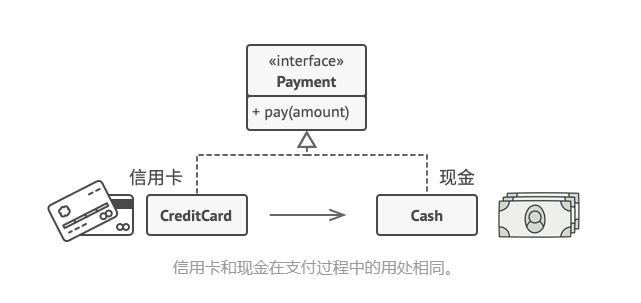 «interface»
Payment
+ pay(amount)
信用卡
现金
CreditCard
Cash
信用卡和现金在支付过程中的用处相同。